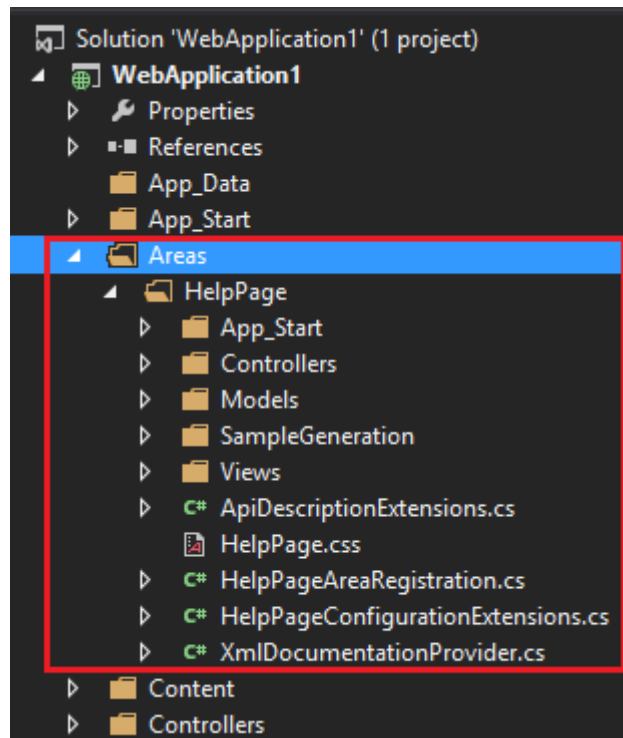 Solution 'WebApplication1' (1 project)
WebApplication1
Properties
References
App_Data
App_Start
Areas
HelpPage
App_Start
Controllers
Models
SampleGeneration
Views
C# ApiDescriptionExtensions.cs
HelpPage.css
C# HelpPageAreaRegistration.cs
C# HelpPageConfigurationExtensions.cs
C# XmlDocumentationProvider.cs
Content
Controllers